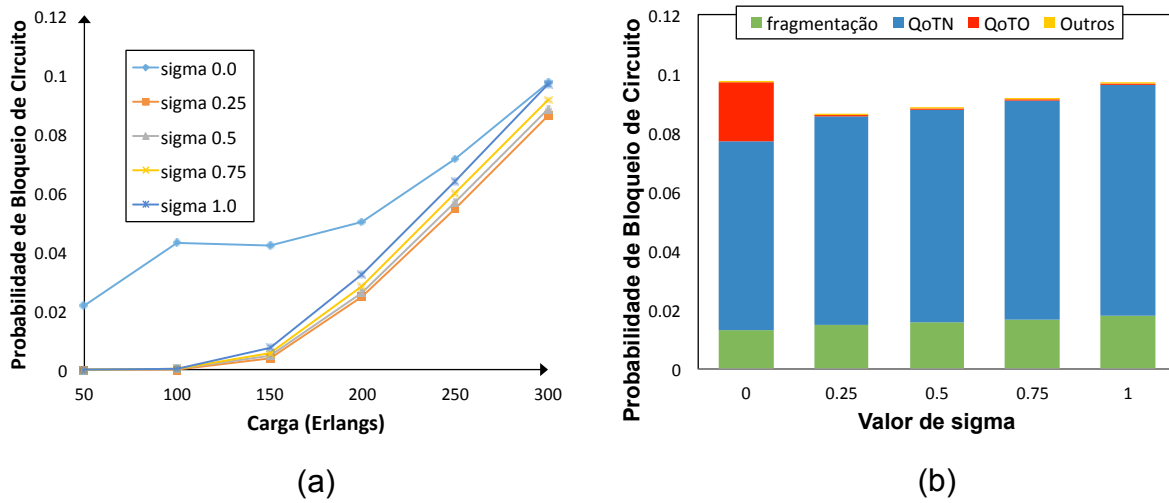 Probabilidade de Bloqueio de CIrcuito
0.12
0.1
0.08
0.06
0.04
0.02
0
sigma 0.0
sigma 0.25
sigma 0.5
sigma 0.75
sigma 1.0
50 100 150 200 250 300
Carga (Erlangs)
(a)
Probabilidade de Bloqueio de Circuito
0.12
0.1
0.08
0.06
0.04
0.02
0
fragmentação QoTN QoTO Outros
0 0.25 0.5 0.75 1
Valor de sigma
(b)